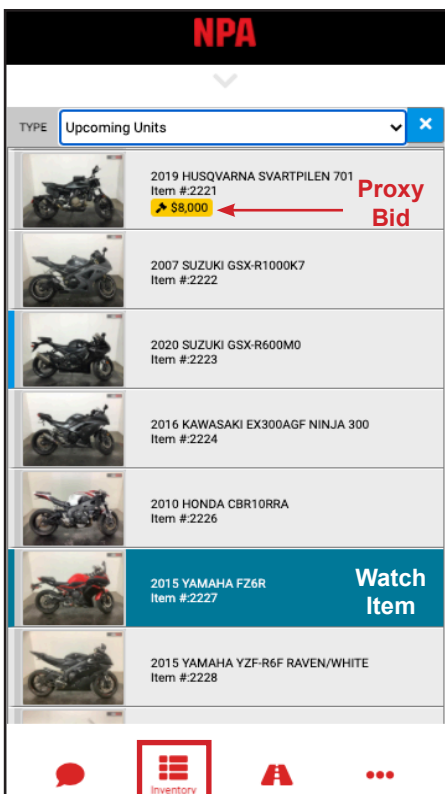 NPA
TYPE
Upcoming Units
2019 HUSQVARNA SVARTPILEN 701
Item #:2221
$8,000
Proxy
Bid
2007 SUZUKI GSX-R1000K7
Item #:2222
2020 SUZUKI GSX-R600M0
Item #:2223
2016 KAWASAKI EX300AGF NINJA 300
Item #:2224
2010 HONDA CBR10RRA
Item #:2226
2015 YAMAHA FZ6R
Item #:2227
Watch
Item
2015 YAMAHA YZF-R6F RAVEN/WHITE
Item #:2228
Inventory